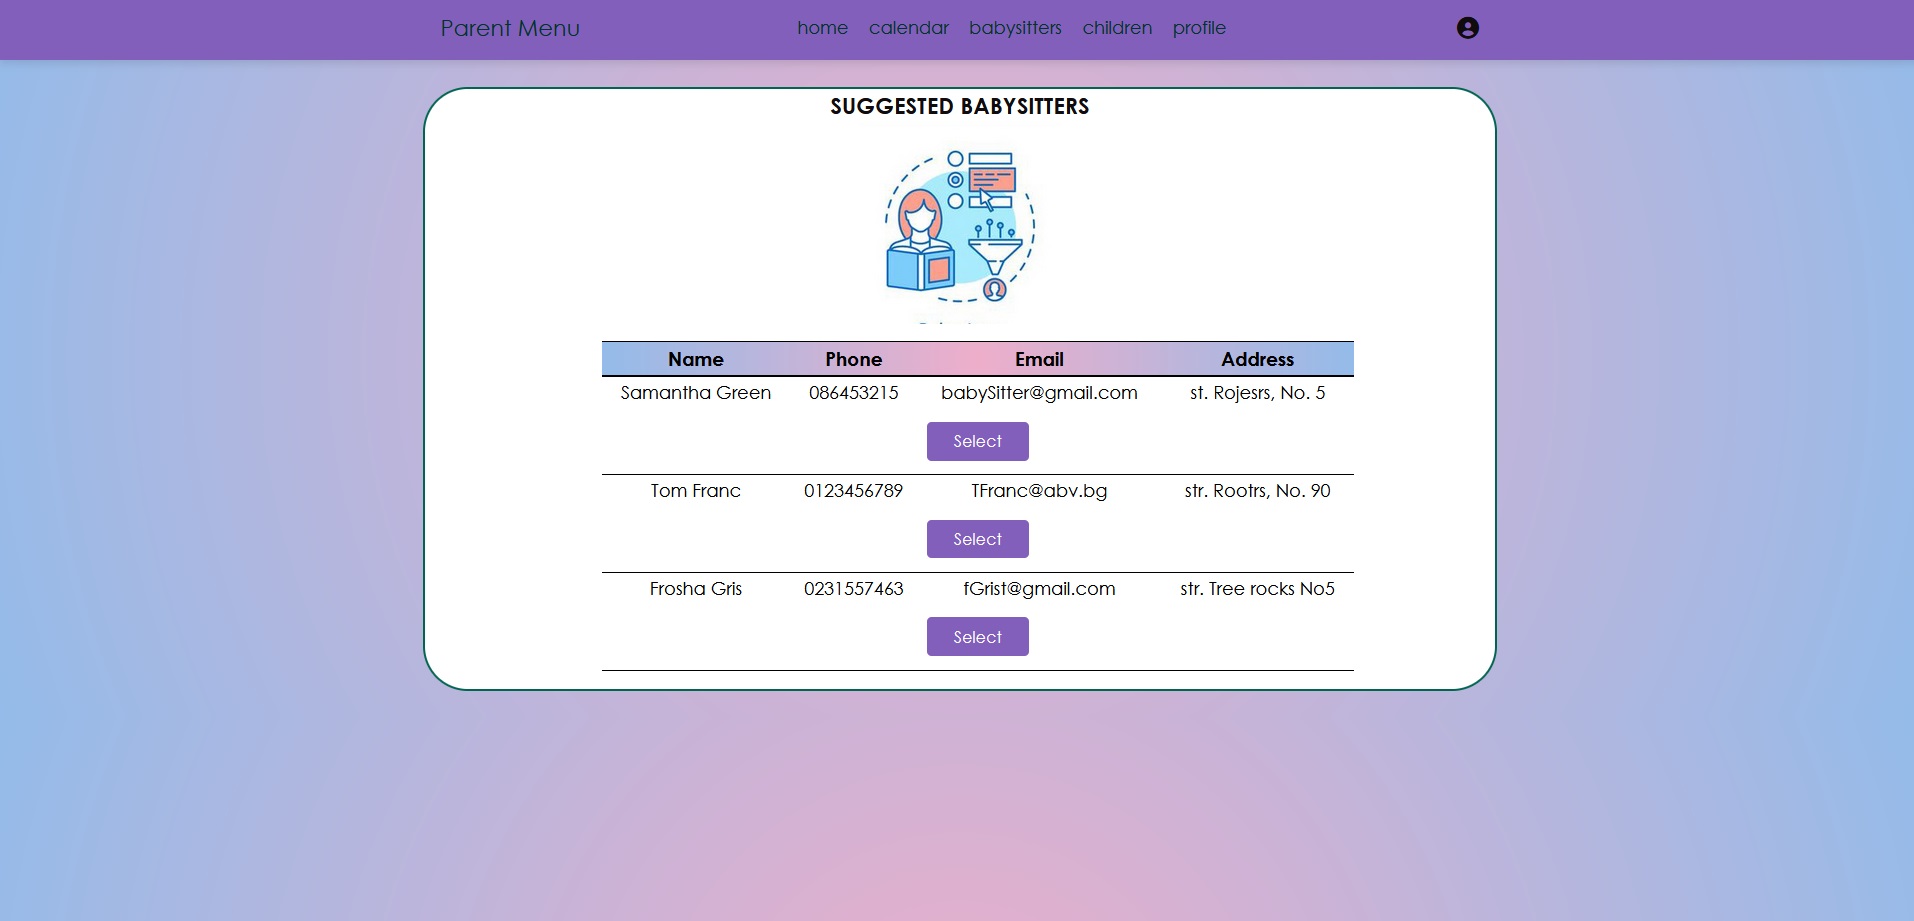 Parent Menu home calendar babysitters children profile
SUGGESTED BABYSITTERS
Name Phone Email Address
Samantha Green 086453215 babySitter@gmail.com st. Rojesrs, No. 5
Select
Tom Franc 0123456789 TFranc@abv.bg str. Rootrs, No. 90
Select
Frosha Gris 0231557463 fGrist@gmail.com str. Tree rocks No5
Select